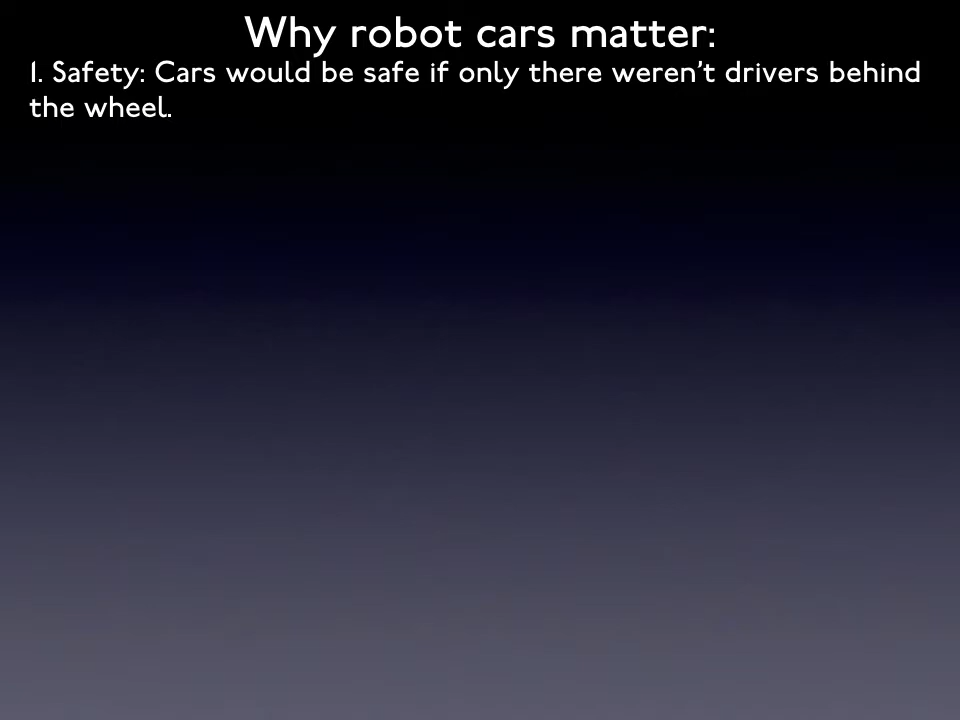 Why robot cars matter:
1. Safety: Cars would be safe if only there weren’t drivers behind
the wheel.